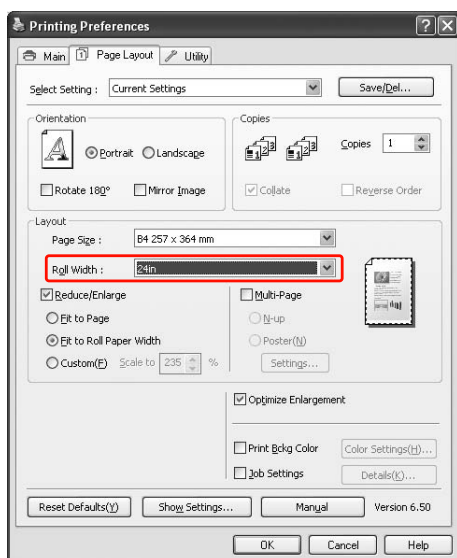 Printing Preferences
Main Page Layout Utility
Select Setting : Current Settings Save/Del...
Orientation
Portrait Landscape
Rotate 180° Mirror Image
Copies
Copies 1
Collate Reverse Order
Layout
Page Size : B4 257 x 364 mm
Roll Width : 24in
Reduce/Enlarge
Fit to Page
Fit to Roll Paper Width
Custom(F) Scale to 235 %
Multi-Page
N-up
Poster(N)
Settings...
Optimize Enlargement
Print Bckg Color Color Settings(H)...
Job Settings Details(K)...
Reset Defaults(Y) Show Settings... Manual Version 6.50
OK Cancel Help